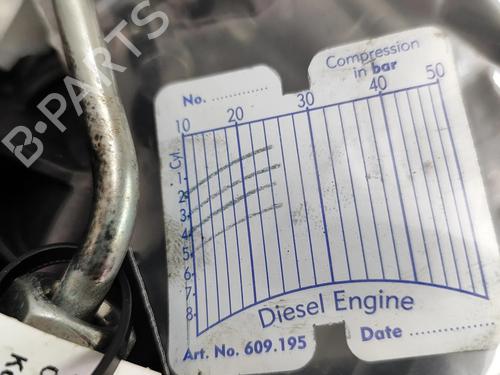 B·PARTS
Compression
in bar
No. ..............
10 20 30 40 50
Cyl.
1
2
3
4
5
6
7
8
Diesel Engine
Art. No. 609.195
Date ..............